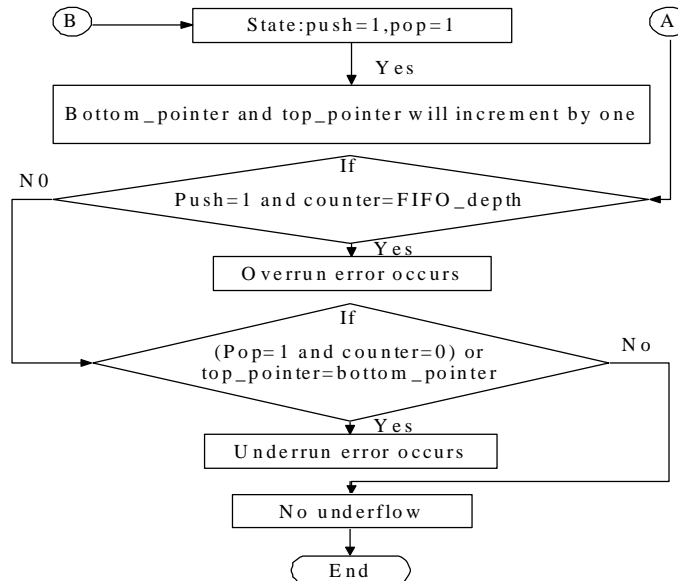 B
State:push=1,pop=1
A
Yes
Bottom_pointer and top_pointer will increment by one
N0
If
Push=1 and counter=FIFO_depth
Yes
Overrun error occurs
If
(Pop=1 and counter=0) or
top_pointer=bottom_pointer
No
Yes
Underrun error occurs
No underflow
End